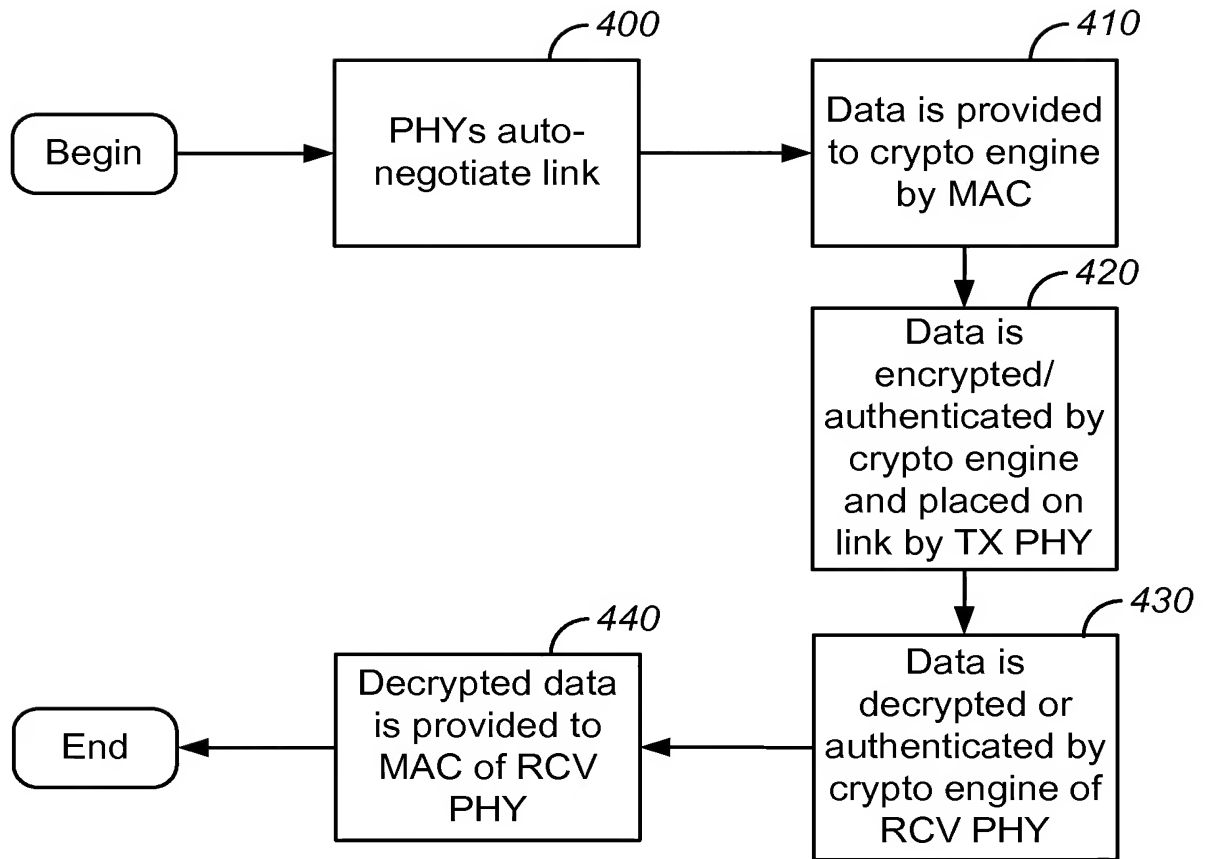 Begin
400
PHYs auto-
negotiate link
410
Data is provided
to crypto engine
by MAC
420
Data is
encrypted/
authenticated by
crypto engine
and placed on
link by TX PHY
430
Data is
decrypted or
authenticated by
crypto engine of
RCV PHY
440
Decrypted data
is provided to
MAC of RCV
PHY
End